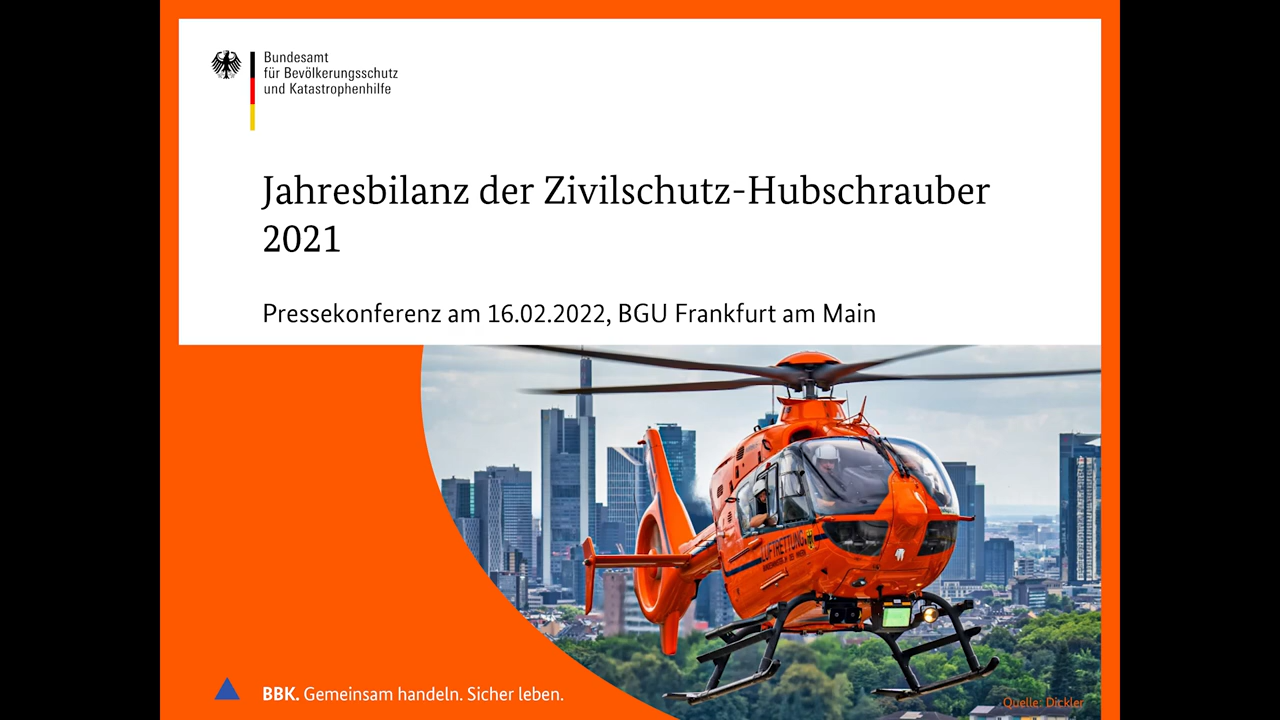 Bundesamt
für Bevölkerungsschutz
und Katastrophenhilfe
Jahresbilanz der Zivilschutz-Hubschrauber
2021
Pressekonferenz am 16.02.2022, BGU Frankfurt am Main
LUFTRETTUNG
BBK. Gemeinsam handeln. Sicher leben.
Quelle: Dickler